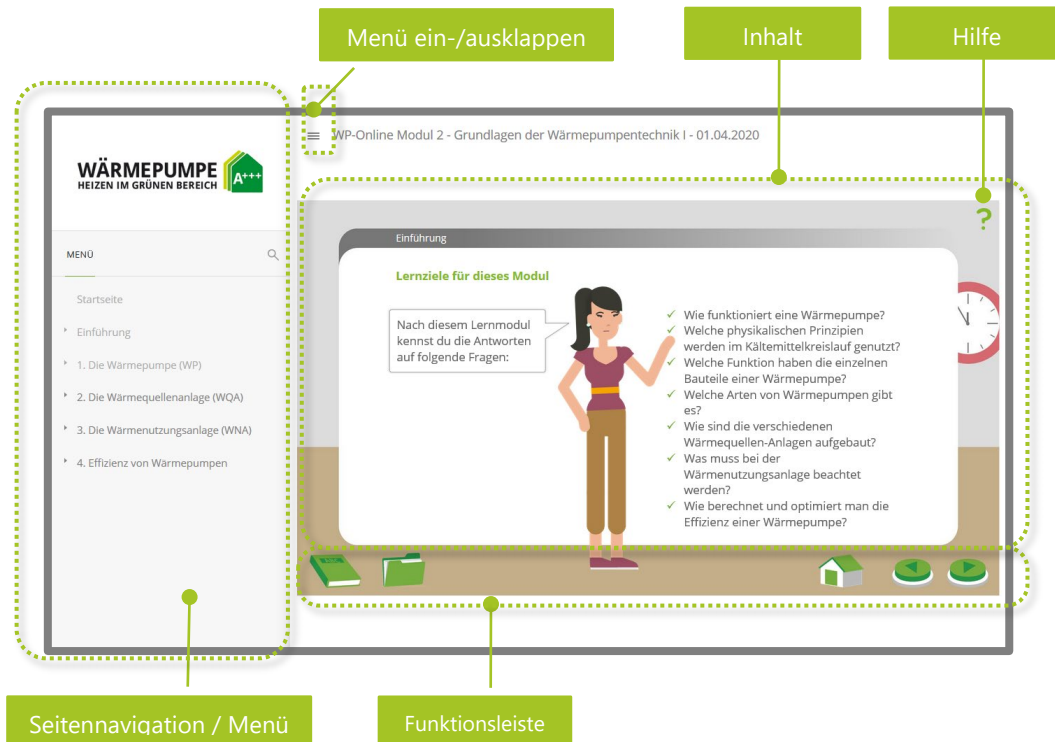 Menü ein-/ausklappen
Inhalt
Hilfe
WP-Online Modul 2 - Grundlagen der Wärmepumpentechnik I - 01.04.2020
WÄRMEPUMPE
HEIZEN IM GRÜNEN BEREICH
A+++
?
MENÜ
Startseite
Einführung
1. Die Wärmepumpe (WP)
2. Die Wärmequellenanlage (WQA)
3. Die Wärmenutzungsanlage (WNA)
4. Effizienz von Wärmepumpen
Einführung
Lernziele für dieses Modul
Nach diesem Lernmodul
kennst du die Antworten
auf folgende Fragen:
✓ Wie funktioniert eine Wärmepumpe?
✓ Welche physikalischen Prinzipien
werden im Kältemittelkreislauf genutzt?
✓ Welche Funktion haben die einzelnen
Bauteile einer Wärmepumpe?
✓ Welche Arten von Wärmepumpen gibt
es?
✓ Wie sind die verschiedenen
Wärmequellen-Anlagen aufgebaut?
✓ Was muss bei der
Wärmenutzungsanlage beachtet
werden?
✓ Wie berechnet und optimiert man die
Effizienz einer Wärmepumpe?
Seitennavigation / Menü
Funktionsleiste